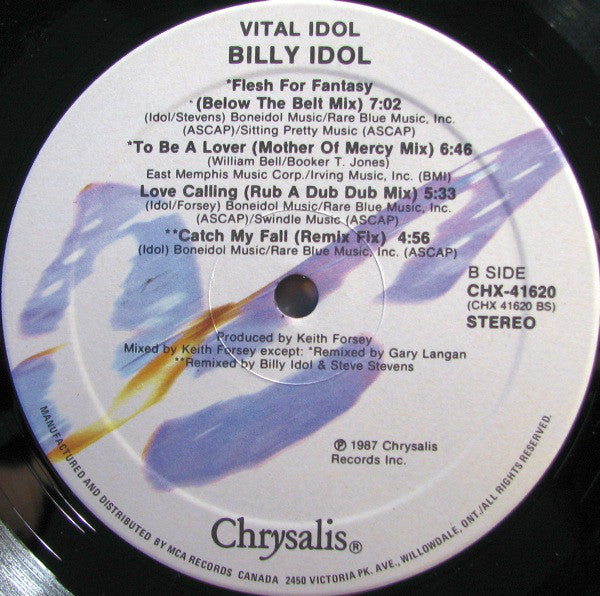 VITAL IDOL
BILLY IDOL
*Flesh For Fantasy
(Below The Belt Mix) 7:02
(Idol/Stevens) Boneidol Music/Rare Blue Music, Inc.
(ASCAP)/Sitting Pretty Music (ASCAP)
*To Be A Lover (Mother Of Mercy Mix) 6:46
(William Bell/Booker T. Jones)
East Memphis Music Corp./Irving Music, Inc. (BMI)
Love Calling (Rub A Dub Dub Mix) 5:33
(Idol/Forsey) Boneidol Music/Rare Blue Music, Inc.
(ASCAP)/Swindle Music (ASCAP)
**Catch My Fall (Remix Fix) 4:56
(Idol) Boneidol Music/Rare Blue Music, Inc. (ASCAP)
B SIDE
CHX-41620
(CHX 41620 BS)
STEREO
Produced by Keith Forsey
Mixed by Keith Forsey except: *Remixed by Gary Langan
**Remixed by Billy Idol & Steve Stevens
℗ 1987 Chrysalis
Records Inc.
Chrysalis®
MANUFACTURED AND DISTRIBUTED BY MCA RECORDS CANADA 2450 VICTORIA PK. AVE., WILLOWDALE, ONT./ALL RIGHTS RESERVED.